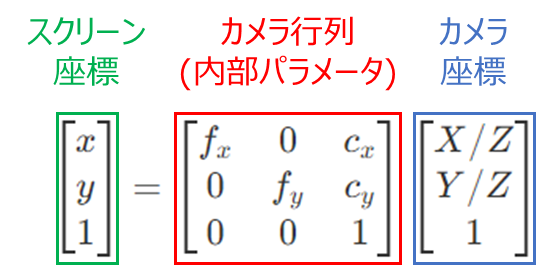 スクリーン
座標
カメラ行列
(内部パラメータ)
カメラ
座標
x
y
1
=
f_x 0 c_x
0 f_y c_y
0 0 1
X/Z
Y/Z
1